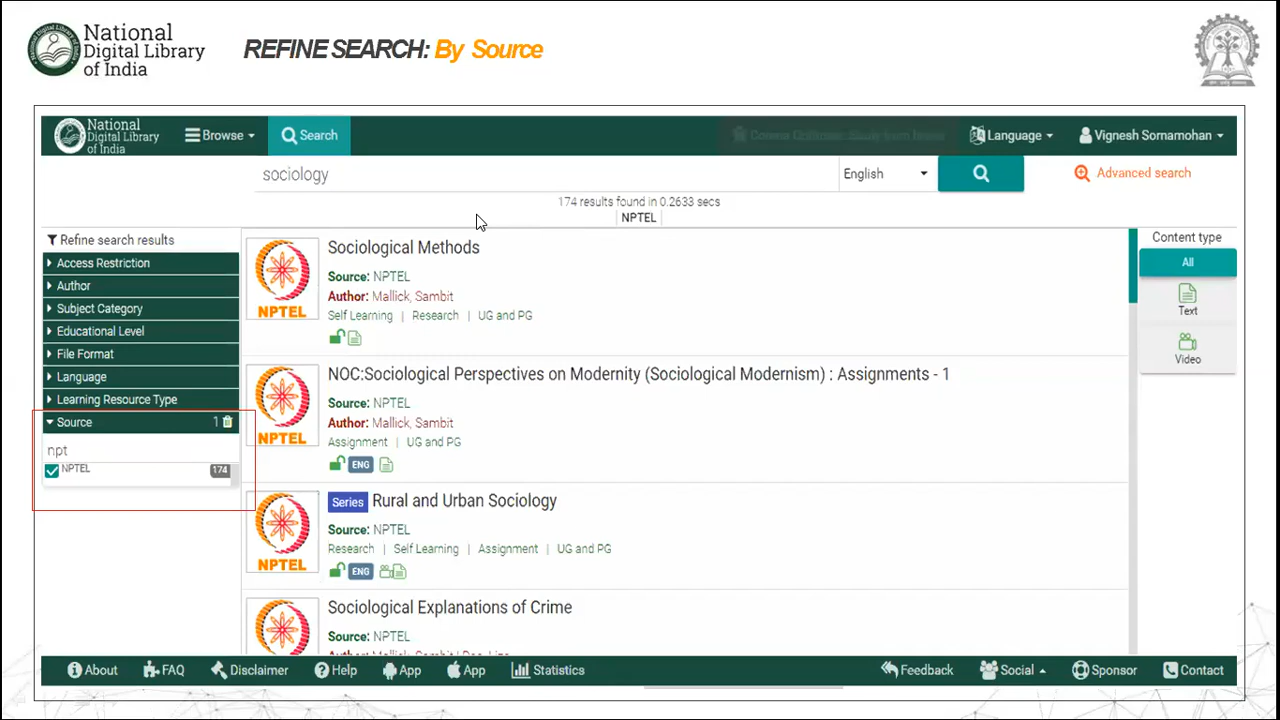 National
Digital Library
of India
REFINE SEARCH: By Source
National
Digital Library
of India
Browse
Search
Language
Vignesh Sornamohan
sociology
English
Advanced search
174 results found in 0.2633 secs
NPTEL
Refine search results
Access Restriction
Author
Subject Category
Educational Level
File Format
Language
Learning Resource Type
Source 1
npt
NPTEL 174
NPTEL
Sociological Methods
Source: NPTEL
Author: Mallick, Sambit
Self Learning | Research | UG and PG
NPTEL
NOC:Sociological Perspectives on Modernity (Sociological Modernism) : Assignments - 1
Source: NPTEL
Author: Mallick, Sambit
Assignment | UG and PG
ENG
NPTEL
Series Rural and Urban Sociology
Source: NPTEL
Research | Self Learning | Assignment | UG and PG
ENG
Sociological Explanations of Crime
Source: NPTEL
Content type
All
Text
Video
About
FAQ
Disclaimer
Help
App
App
Statistics
Feedback
Social
Sponsor
Contact